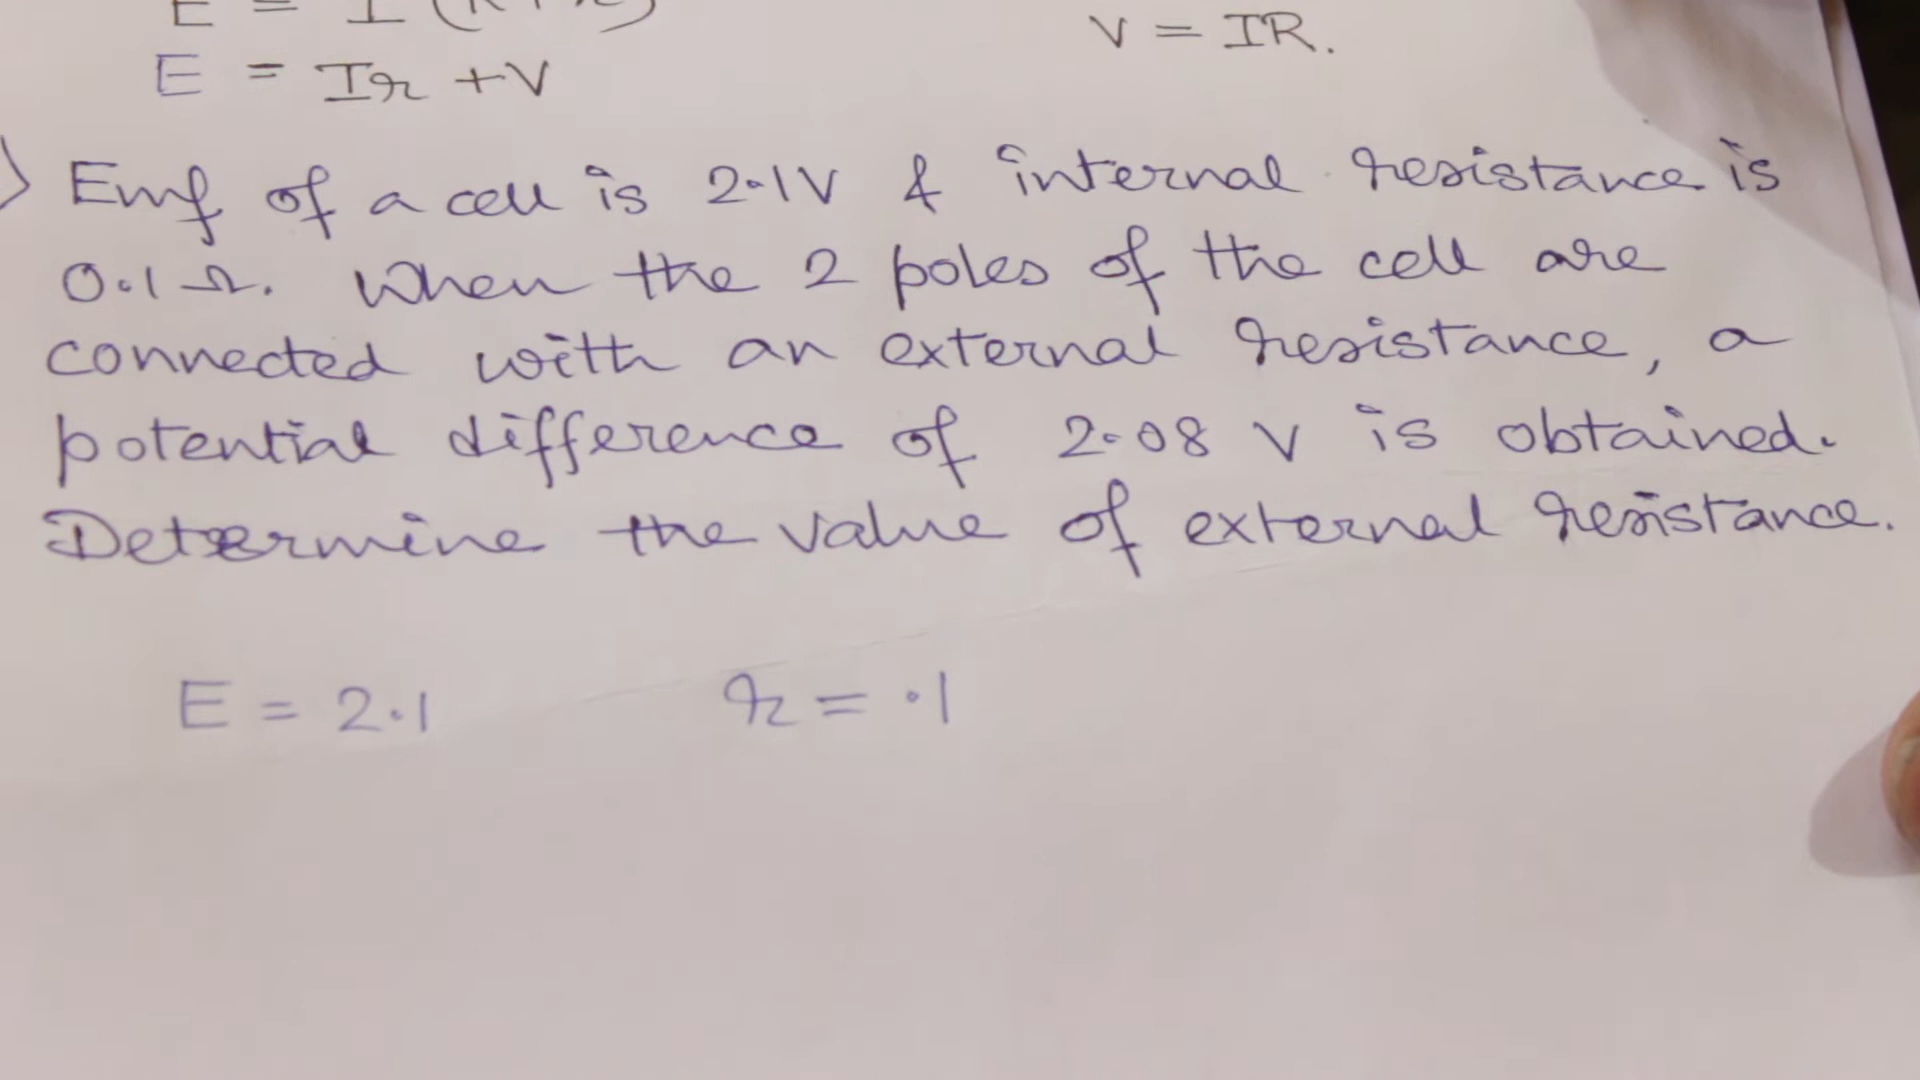 E = I (R + r)
E = Ir + V
V = IR.
) Emf of a cell is 2.1V & internal resistance is
0.1 Ω. When the 2 poles of the cell are
connected with an external resistance, a
potential difference of 2.08 V is obtained.
Determine the value of external resistance.
E = 2.1 r = .1